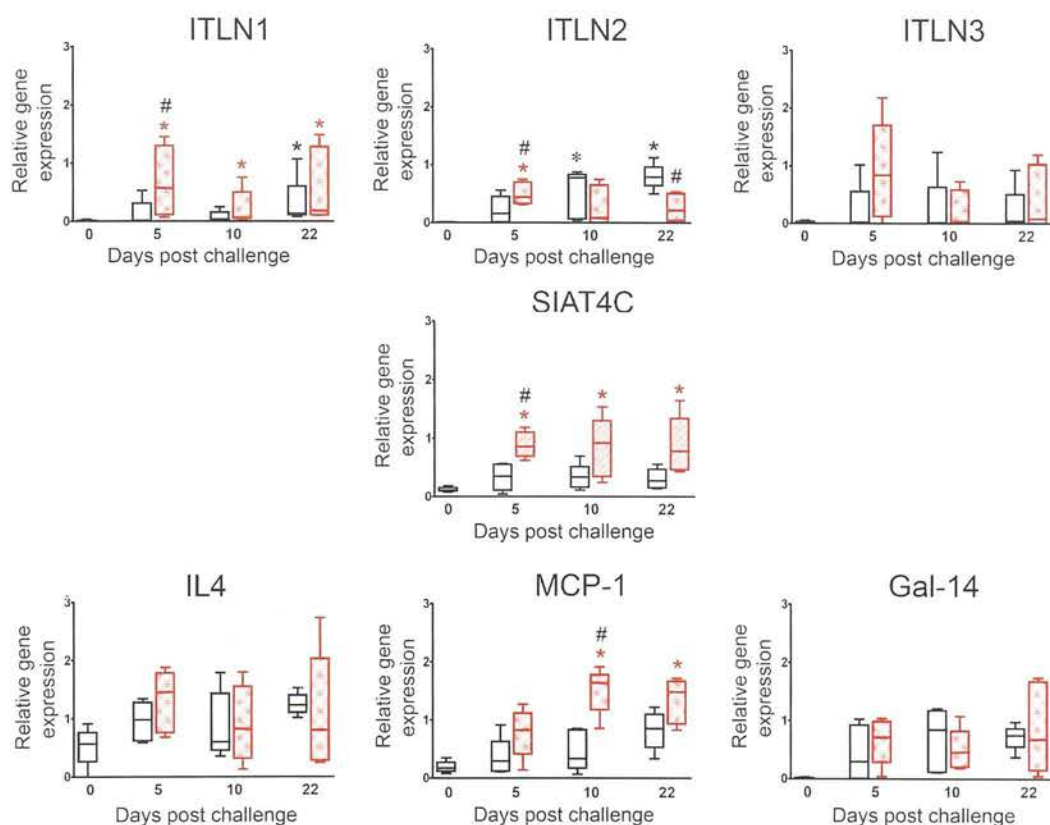 ITLN1
ITLN2
ITLN3
Relative gene
expression
3
2
1
0
#
*
*
*
*
0
5
10
22
Days post challenge
Relative gene
expression
3
2
1
0
#
*
*
*
#
0
5
10
22
Days post challenge
Relative gene
expression
3
2
1
0
0
5
10
22
Days post challenge
SIAT4C
Relative gene
expression
3
2
1
0
#
*
*
*
0
5
10
22
Days post challenge
IL4
MCP-1
Gal-14
Relative gene
expression
3
2
1
0
0
5
10
22
Days post challenge
Relative gene
expression
3
2
1
0
#
*
*
0
5
10
22
Days post challenge
Relative gene
expression
3
2
1
0
0
5
10
22
Days post challenge